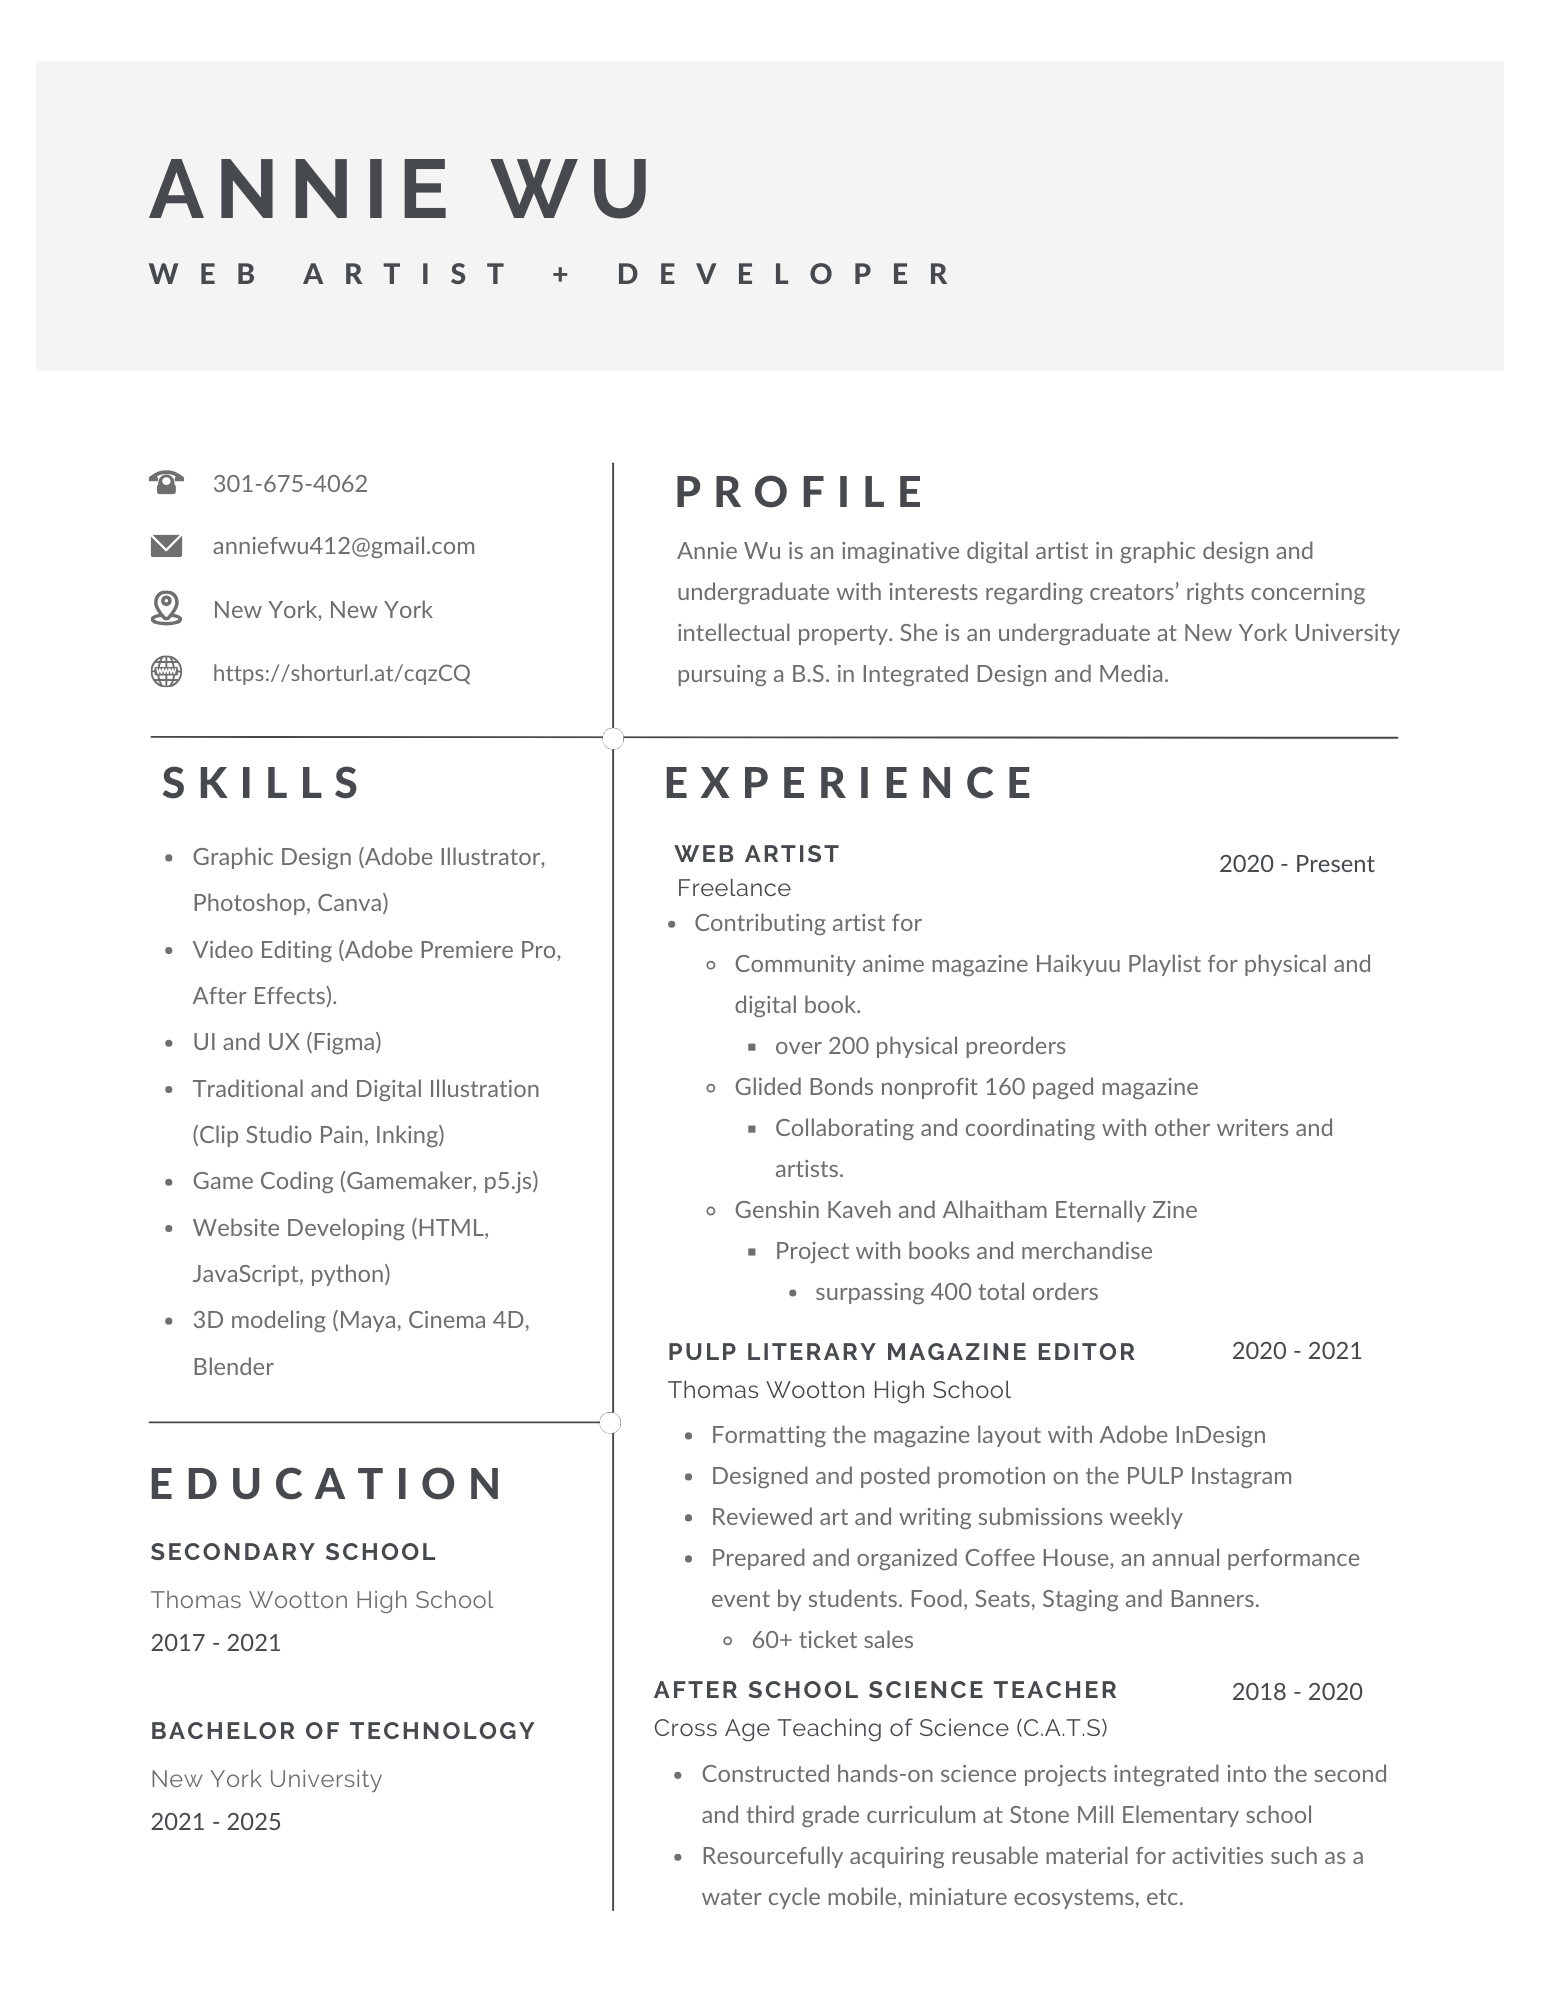 ANNIE WU
WEB ARTIST + DEVELOPER
301-675-4062
anniefwu412@gmail.com
New York, New York
https://shorturl.at/cqzCQ
PROFILE
Annie Wu is an imaginative digital artist in graphic design and
undergraduate with interests regarding creators’ rights concerning
intellectual property. She is an undergraduate at New York University
pursuing a B.S. in Integrated Design and Media.
SKILLS
• Graphic Design (Adobe Illustrator,
Photoshop, Canva)
• Video Editing (Adobe Premiere Pro,
After Effects).
• UI and UX (Figma)
• Traditional and Digital Illustration
(Clip Studio Pain, Inking)
• Game Coding (Gamemaker, p5.js)
• Website Developing (HTML,
JavaScript, python)
• 3D modeling (Maya, Cinema 4D,
Blender
EDUCATION
SECONDARY SCHOOL
Thomas Wootton High School
2017 - 2021
BACHELOR OF TECHNOLOGY
New York University
2021 - 2025
EXPERIENCE
WEB ARTIST 2020 - Present
Freelance
• Contributing artist for
◦ Community anime magazine Haikyuu Playlist for physical and
digital book.
▪ over 200 physical preorders
◦ Glided Bonds nonprofit 160 paged magazine
▪ Collaborating and coordinating with other writers and
artists.
◦ Genshin Kaveh and Alhaitham Eternally Zine
▪ Project with books and merchandise
• surpassing 400 total orders
PULP LITERARY MAGAZINE EDITOR 2020 - 2021
Thomas Wootton High School
• Formatting the magazine layout with Adobe InDesign
• Designed and posted promotion on the PULP Instagram
• Reviewed art and writing submissions weekly
• Prepared and organized Coffee House, an annual performance
event by students. Food, Seats, Staging and Banners.
◦ 60+ ticket sales
AFTER SCHOOL SCIENCE TEACHER 2018 - 2020
Cross Age Teaching of Science (C.A.T.S)
• Constructed hands-on science projects integrated into the second
and third grade curriculum at Stone Mill Elementary school
• Resourcefully acquiring reusable material for activities such as a
water cycle mobile, miniature ecosystems, etc.